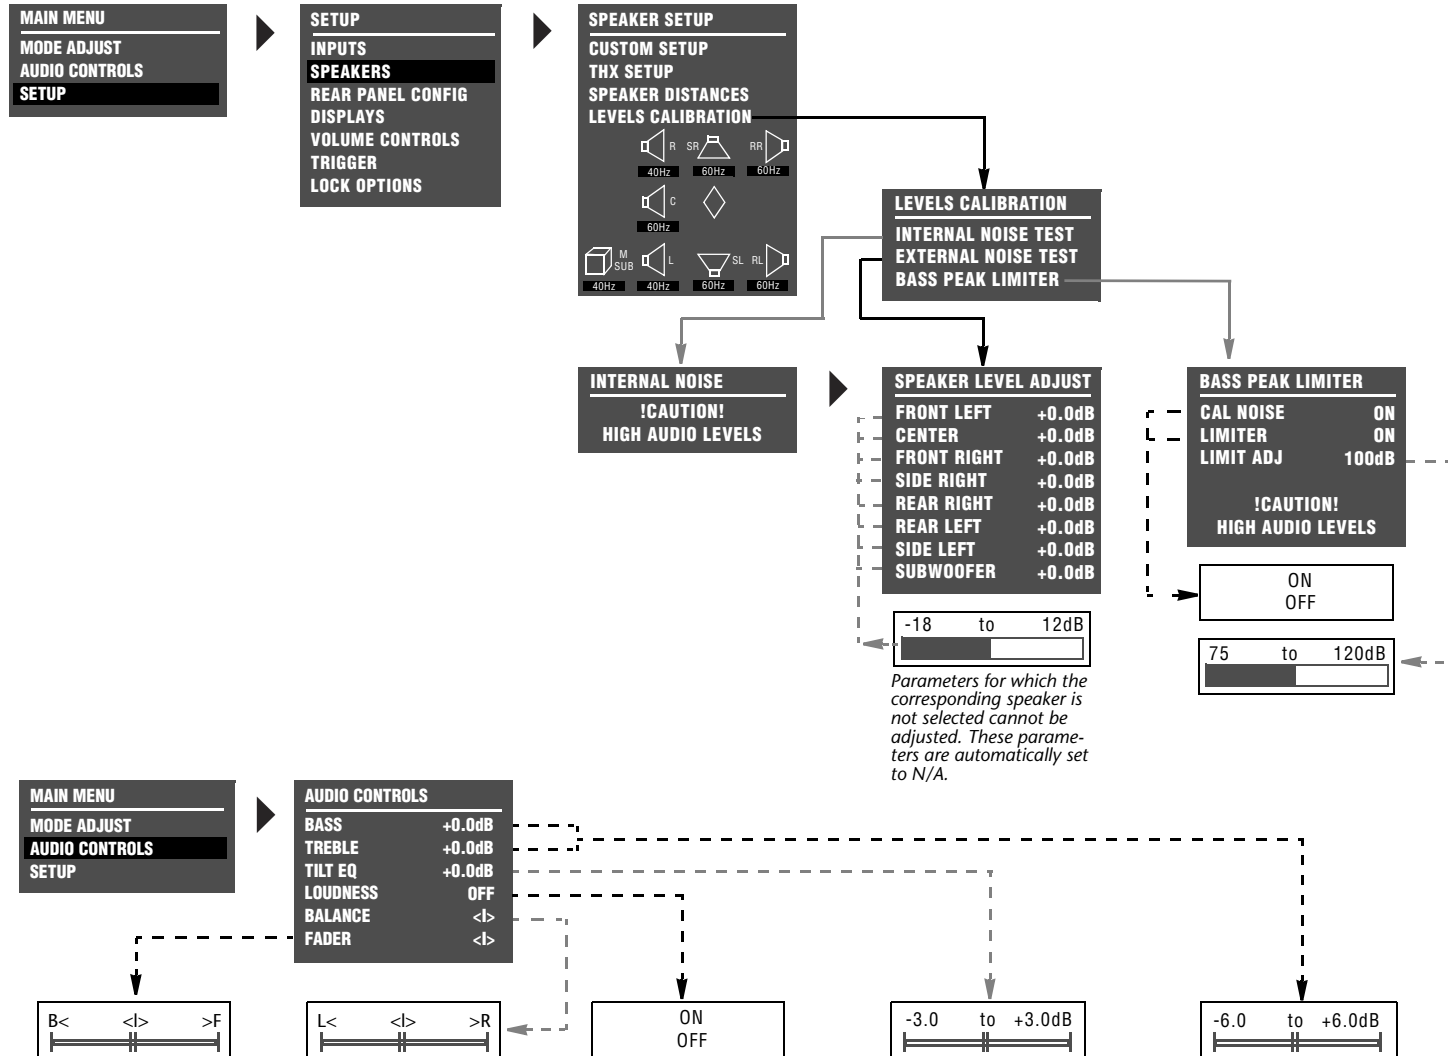 MAIN MENU
MODE ADJUST
AUDIO CONTROLS
SETUP
SETUP
INPUTS
SPEAKERS
REAR PANEL CONFIG
DISPLAYS
VOLUME CONTROLS
TRIGGER
LOCK OPTIONS
SPEAKER SETUP
CUSTOM SETUP
THX SETUP
SPEAKER DISTANCES
LEVELS CALIBRATION
R SR RR
40Hz 60Hz 60Hz
C
60Hz
M
SUB L SL RL
40Hz 40Hz 60Hz 60Hz
LEVELS CALIBRATION
INTERNAL NOISE TEST
EXTERNAL NOISE TEST
BASS PEAK LIMITER
INTERNAL NOISE
!CAUTION!
HIGH AUDIO LEVELS
SPEAKER LEVEL ADJUST
FRONT LEFT +0.0dB
CENTER +0.0dB
FRONT RIGHT +0.0dB
SIDE RIGHT +0.0dB
REAR RIGHT +0.0dB
REAR LEFT +0.0dB
SIDE LEFT +0.0dB
SUBWOOFER +0.0dB
-18 to 12dB
Parameters for which the
corresponding speaker is
not selected cannot be
adjusted. These parame-
ters are automatically set
to N/A.
BASS PEAK LIMITER
CAL NOISE ON
LIMITER ON
LIMIT ADJ 100dB
!CAUTION!
HIGH AUDIO LEVELS
ON
OFF
75 to 120dB
MAIN MENU
MODE ADJUST
AUDIO CONTROLS
SETUP
AUDIO CONTROLS
BASS +0.0dB
TREBLE +0.0dB
TILT EQ +0.0dB
LOUDNESS OFF
BALANCE <I>
FADER <I>
B< <I> >F
L< <I> >R
ON
OFF
-3.0 to +3.0dB
-6.0 to +6.0dB